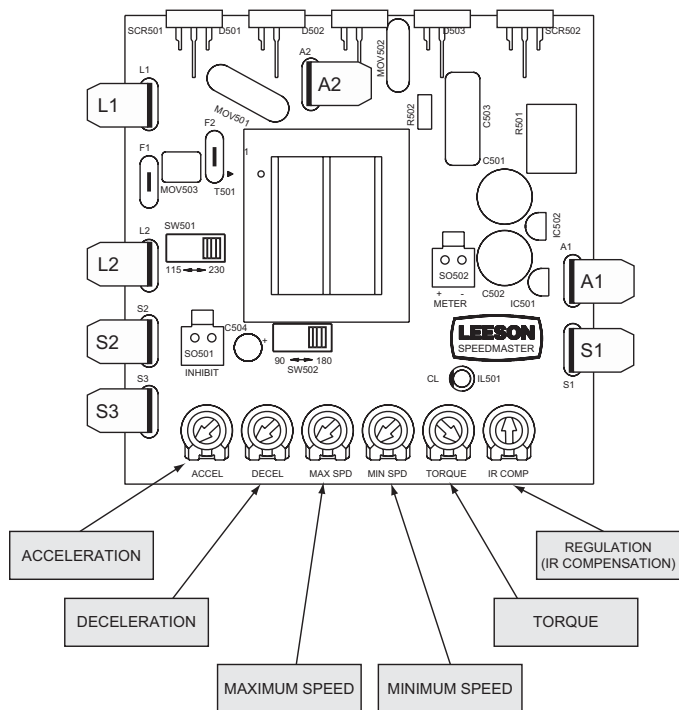 SCR501 D501 D502 D503 SCR502
A2 MOV502
L1
L1
A2
MOV501
R502
C503
R501
F2
F1
1
MOV503
T501
C501
IC502
L2
SW501
L2
115 230
SO502
+ -
METER
C502
IC501
A1
A1
S2
S2
SO501
INHIBIT
C504
+
90 180
SW502
LEESON
SPEEDMASTER
S1
S1
CL IL501
S3
S3
ACCEL DECEL MAX SPD MIN SPD TORQUE IR COMP
ACCELERATION
REGULATION
(IR COMPENSATION)
DECELERATION
TORQUE
MAXIMUM SPEED
MINIMUM SPEED